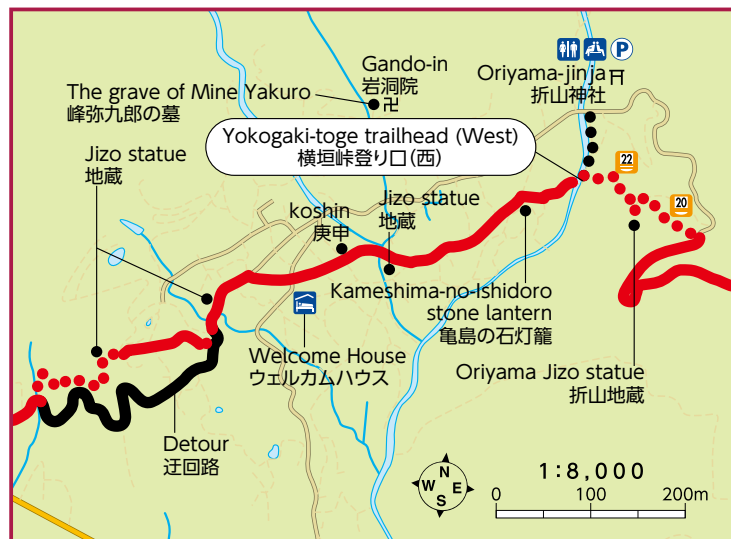 Gando-in
岩洞院
卍
The grave of Mine Yakuro
峰弥九郎の墓
P
Oriyama-jinja
折山神社
Yokogaki-toge trailhead (West)
横垣峠登り口(西)
Jizo statue
地蔵
22
20
koshin
庚申
Jizo statue
地蔵
Kameshima-no-Ishidoro
stone lantern
亀島の石灯籠
Welcome House
ウェルカムハウス
Oriyama Jizo statue
折山地蔵
Detour
迂回路
N
W
E
S
1:8,000
0 100 200m